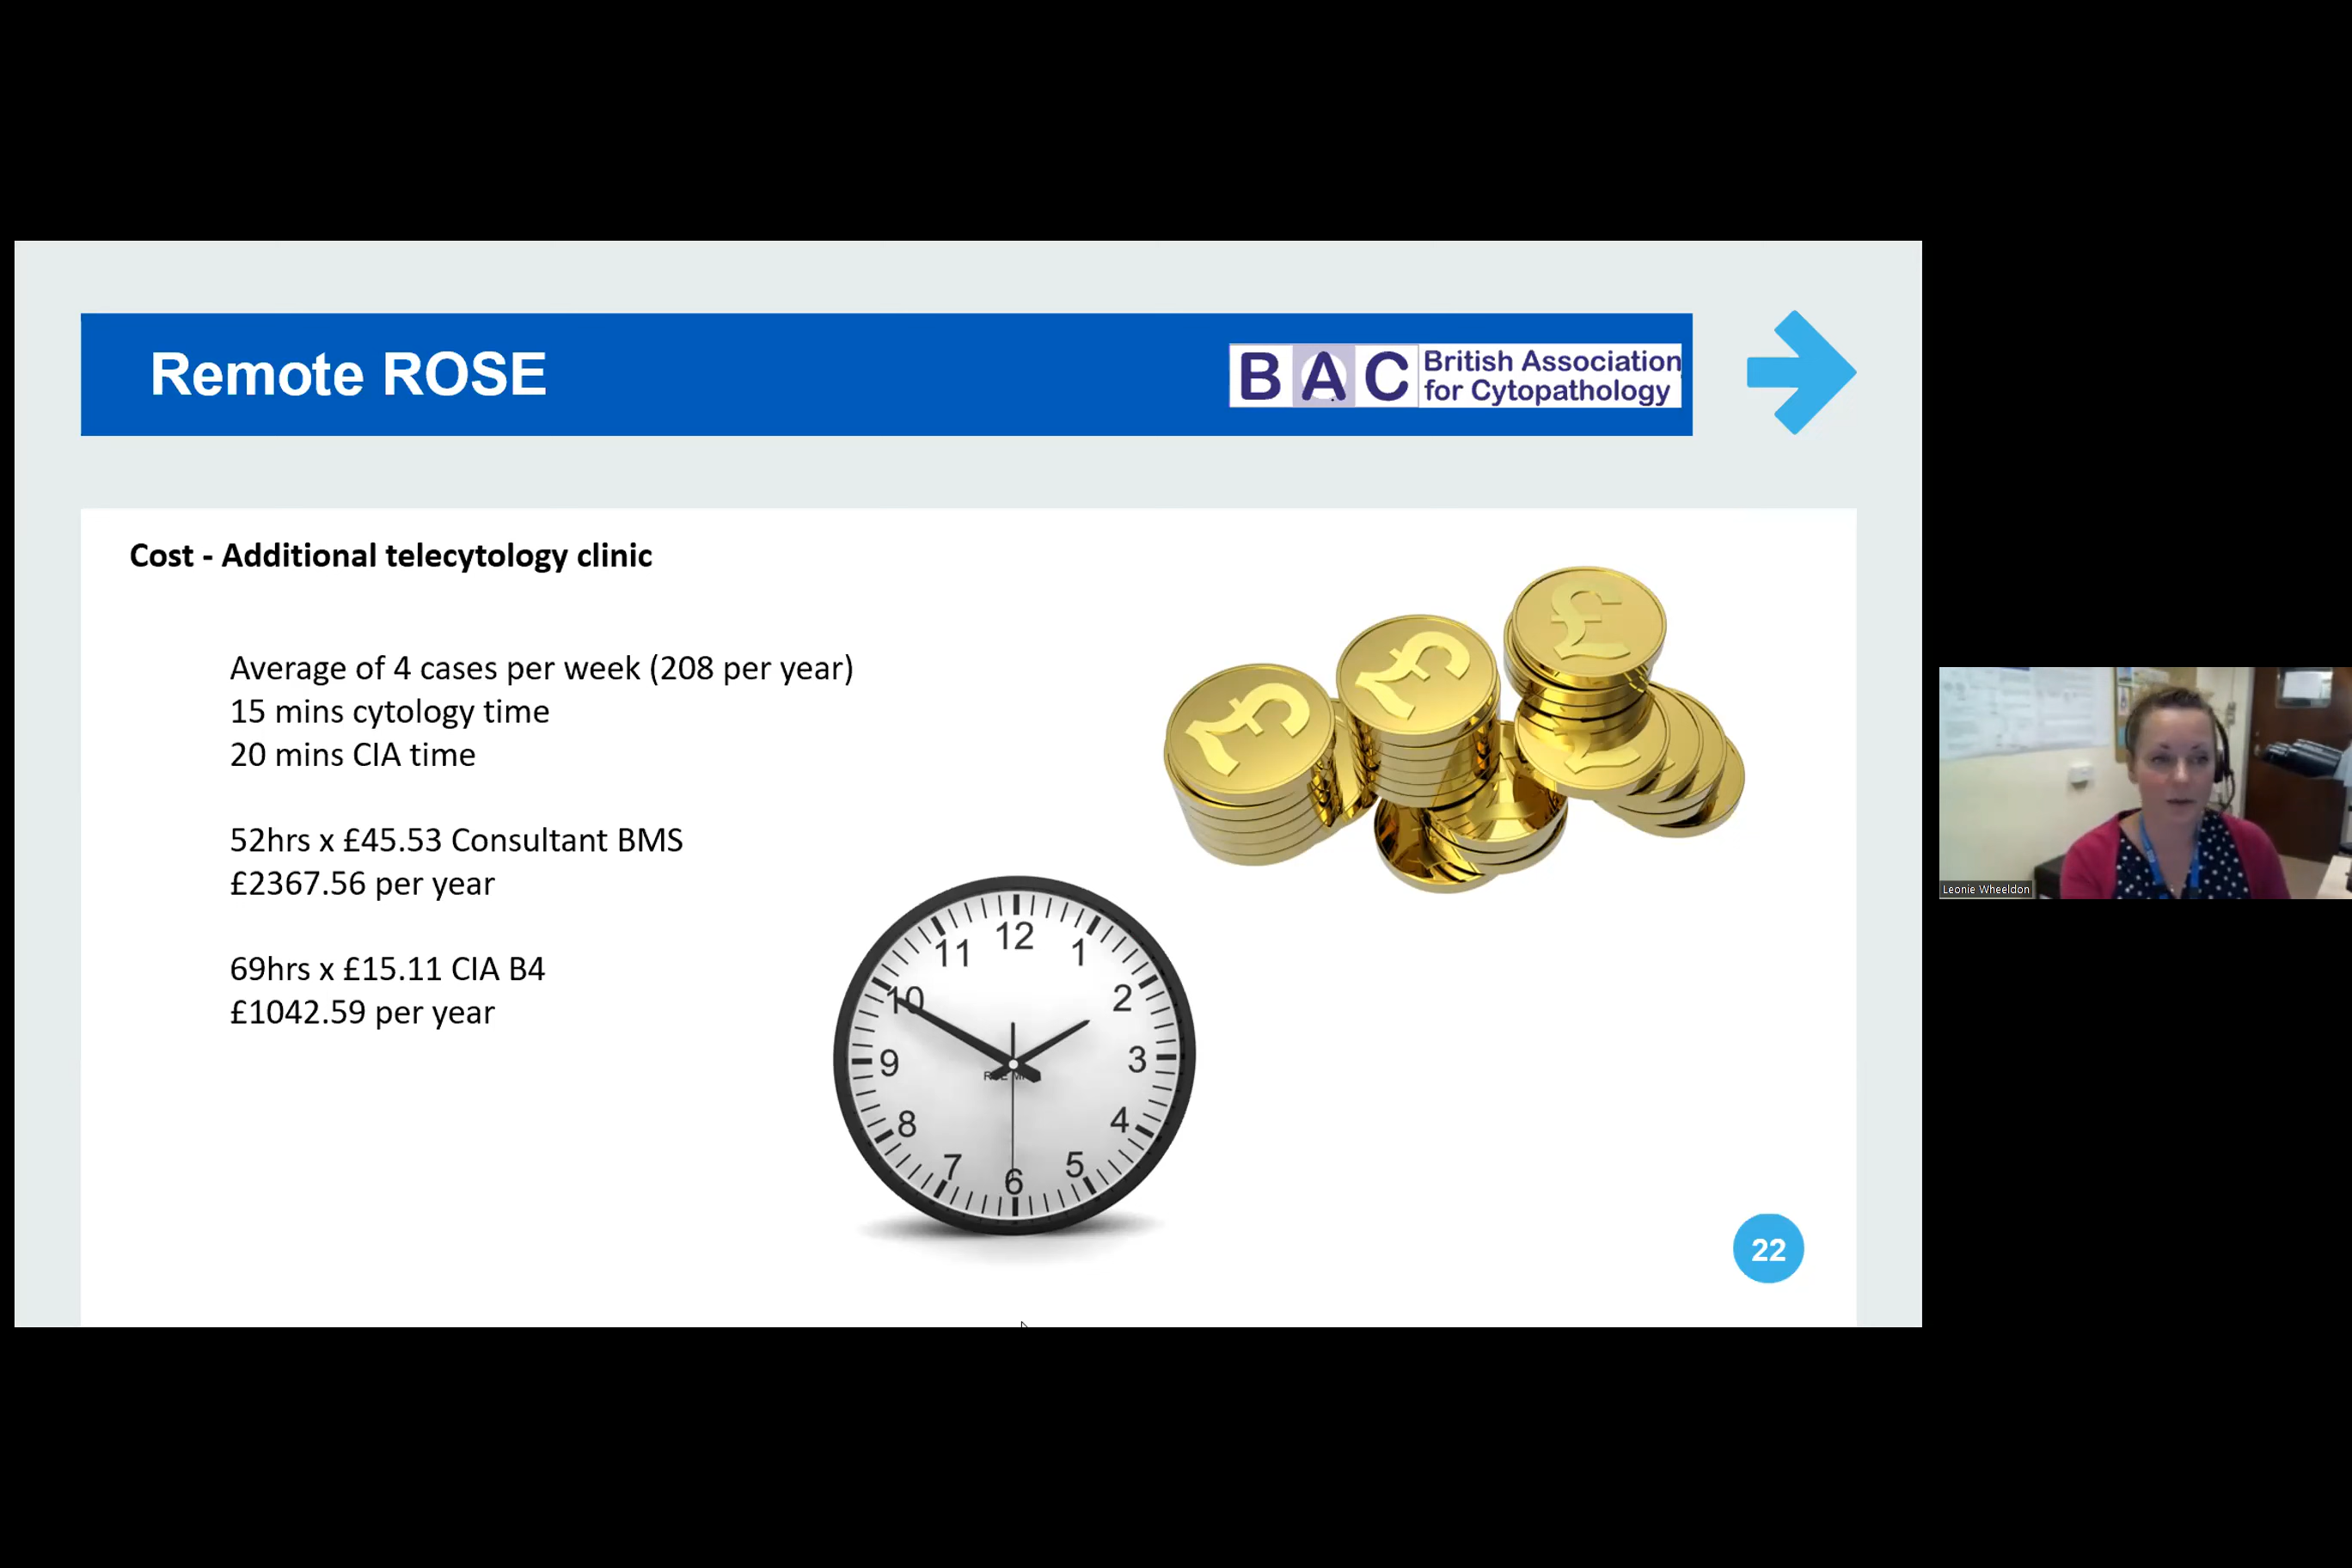 Remote ROSE
B A C
British Association
for Cytopathology
Cost - Additional telecytology clinic
Average of 4 cases per week (208 per year)
15 mins cytology time
20 mins CIA time
52hrs x £45.53 Consultant BMS
£2367.56 per year
69hrs x £15.11 CIA B4
£1042.59 per year
£
£
£
£
12
11
1
10
2
9
3
8
4
7
5
6
22
Leonie Wheeldon